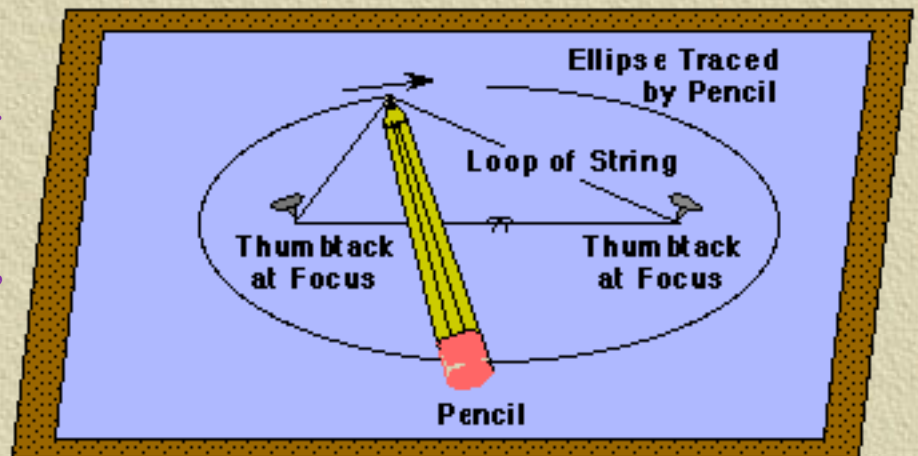 Ellipse Traced
by Pencil
Loop of String
Thumbtack
at Focus
Thumbtack
at Focus
Pencil